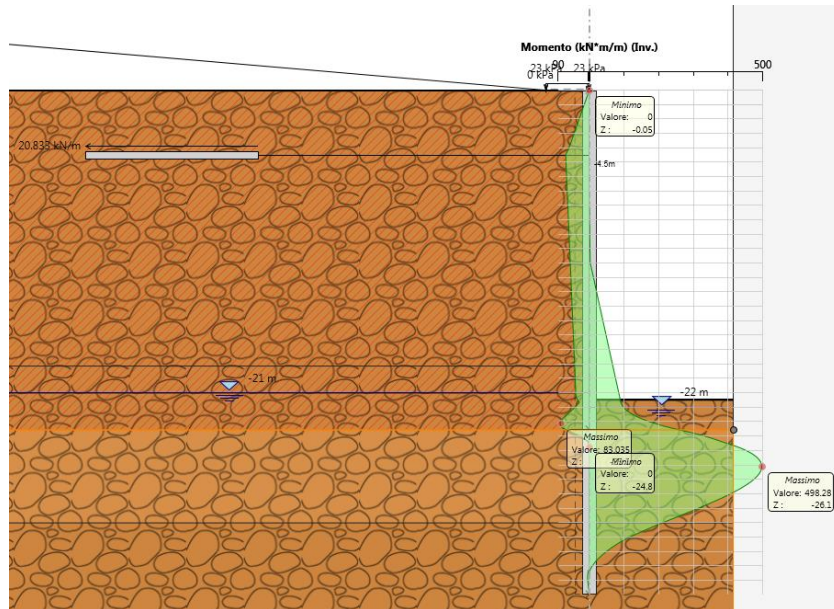 Momento (kN*m/m) (Inv.)
90
500
23 kPa
23 kPa
0 kPa
Minimo
Valore: 0
Z : -0.05
20.833 kN/m
-4.5m
-21 m
-22 m
Massimo
Valore: 83.035
Z :
Minimo
Valore: 0
Z : -24.8
Massimo
Valore: 498.28
Z : -26.1